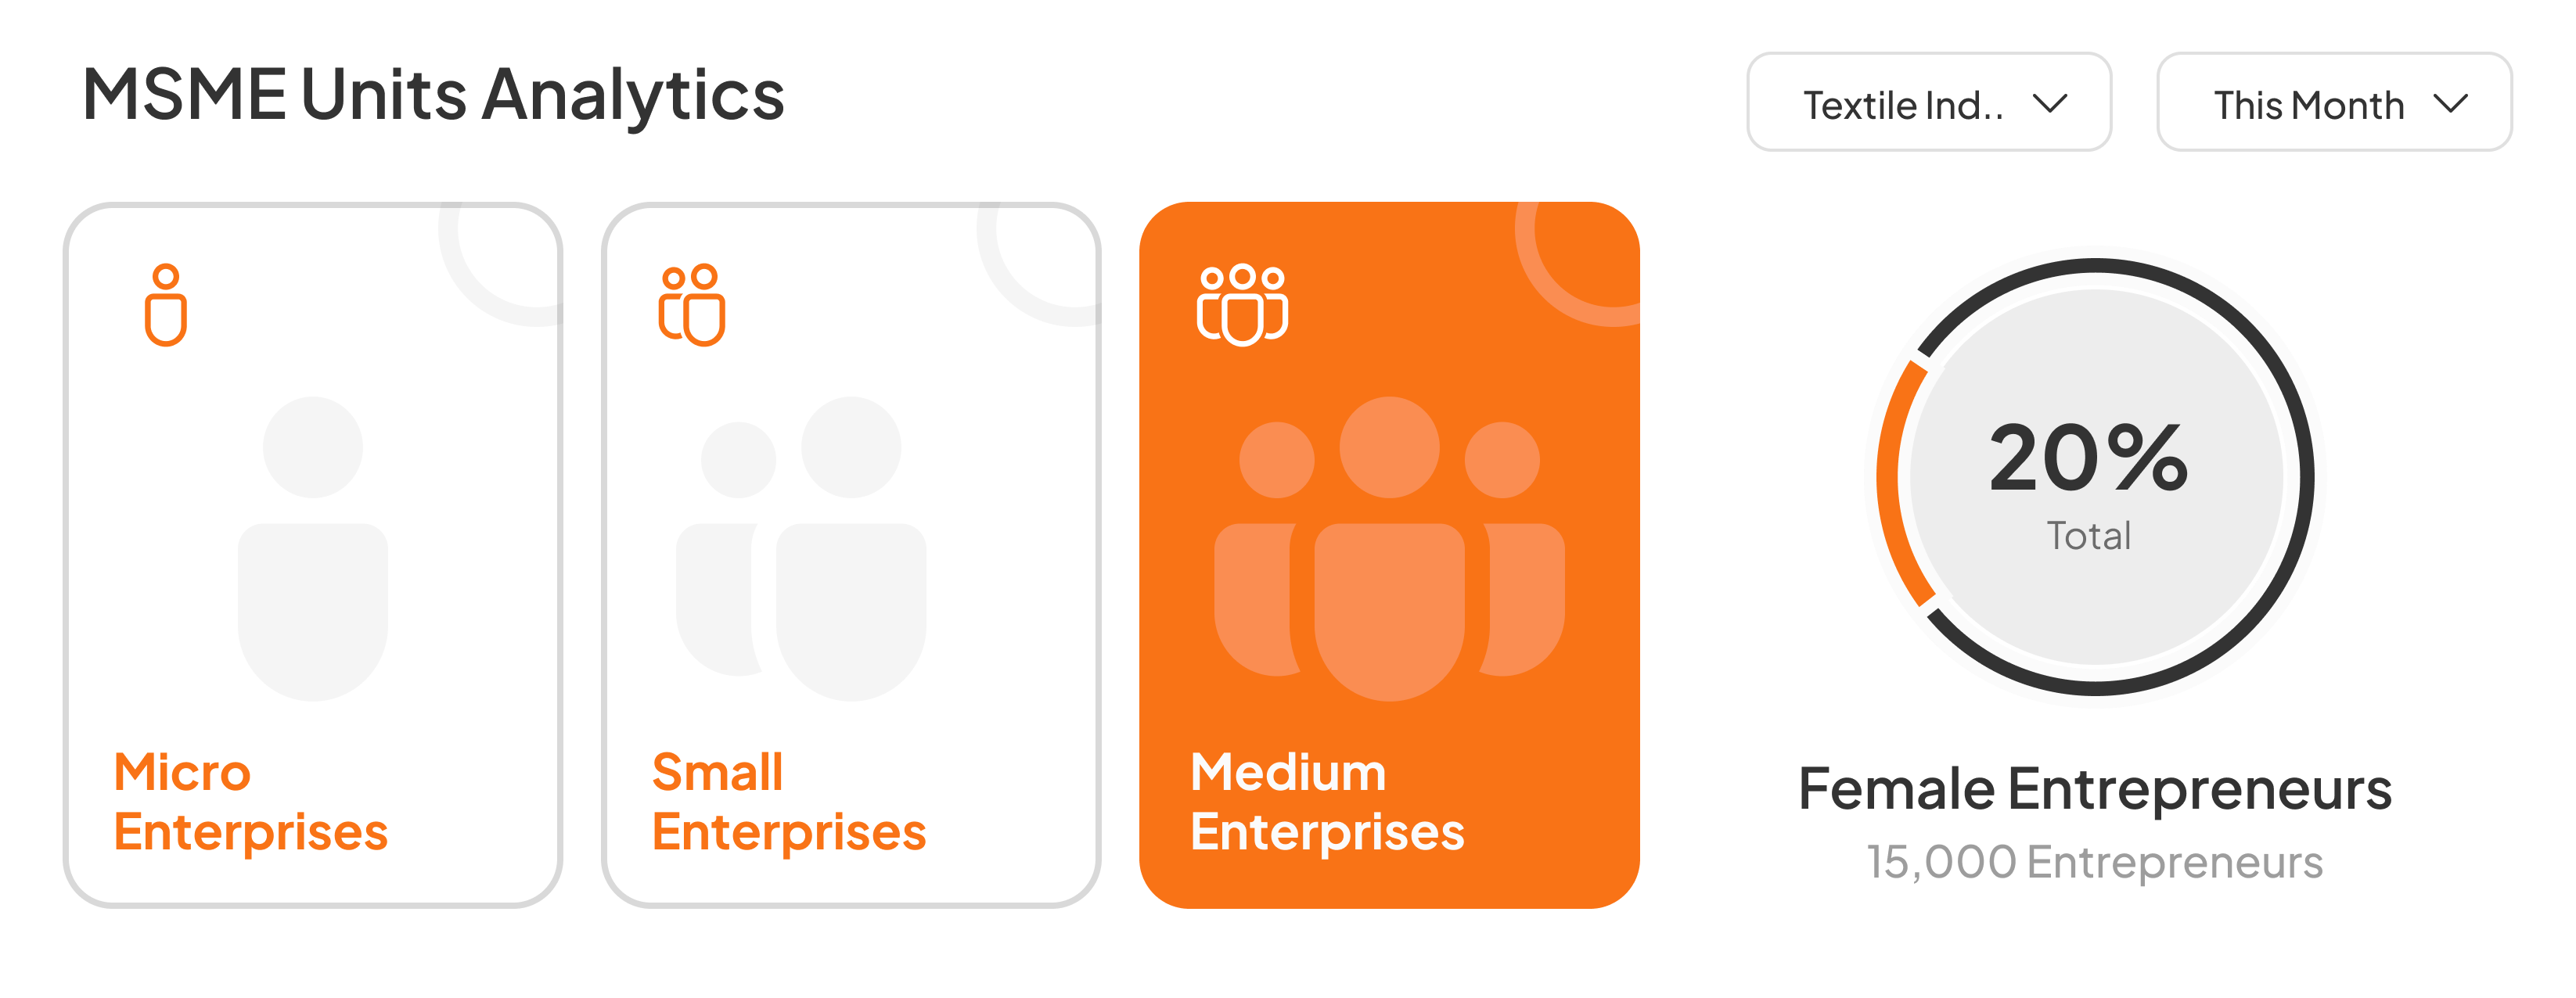 MSME Units Analytics
Textile Ind..
This Month
Micro
Enterprises
Small
Enterprises
Medium
Enterprises
20%
Total
Female Entrepreneurs
15,000 Entrepreneurs